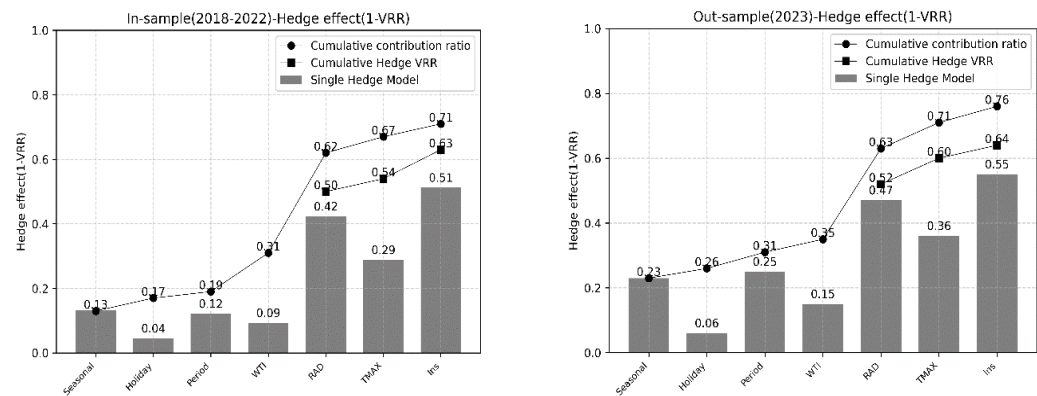 In-sample(2018-2022)-Hedge effect(1-VRR)
1.0
0.8
0.6
0.4
0.2
0.0
Hedge effect(1-VRR)
Cumulative contribution ratio
Cumulative Hedge VRR
Single Hedge Model
0.13
0.17
0.04
0.19
0.12
0.31
0.09
0.62
0.50
0.42
0.67
0.54
0.29
0.71
0.63
0.51
Seasonal
Holiday
Period
WTI
RAD
TMAX
Ins
Out-sample(2023)-Hedge effect(1-VRR)
1.0
0.8
0.6
0.4
0.2
0.0
Hedge effect(1-VRR)
Cumulative contribution ratio
Cumulative Hedge VRR
Single Hedge Model
0.23
0.26
0.06
0.31
0.25
0.35
0.15
0.63
0.52
0.47
0.71
0.60
0.36
0.76
0.64
0.55
Seasonal
Holiday
Period
WTI
RAD
TMAX
Ins